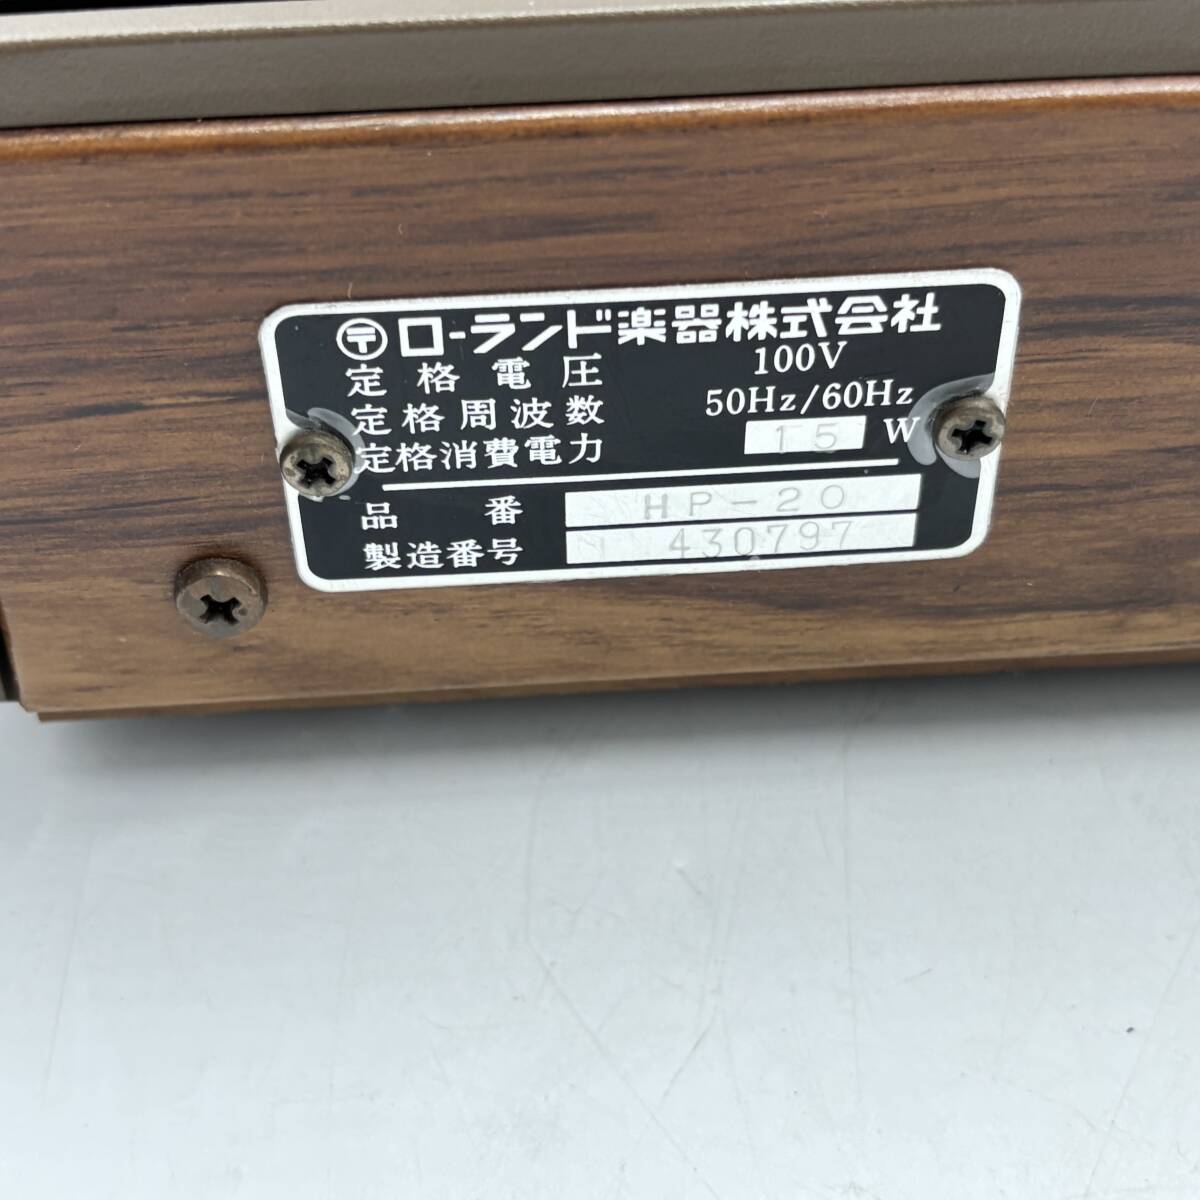 〒ローランド楽器株式会社
定格電圧 100V
定格周波数 50Hz/60Hz
定格消費電力 15 W
品番 HP-20
製造番号 430797